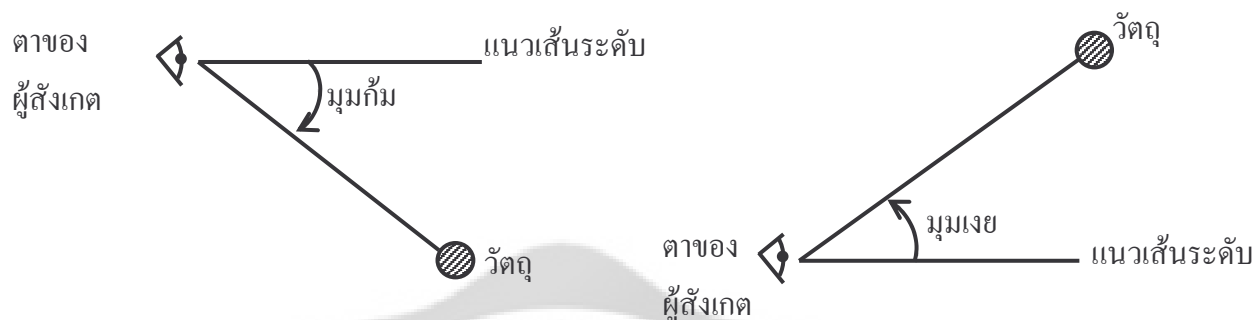 ตาของ
ผู้สังเกต
แนวเส้นระดับ
มุมก้ม
วัตถุ
วัตถุ
มุมเงย
ตาของ
ผู้สังเกต
แนวเส้นระดับ